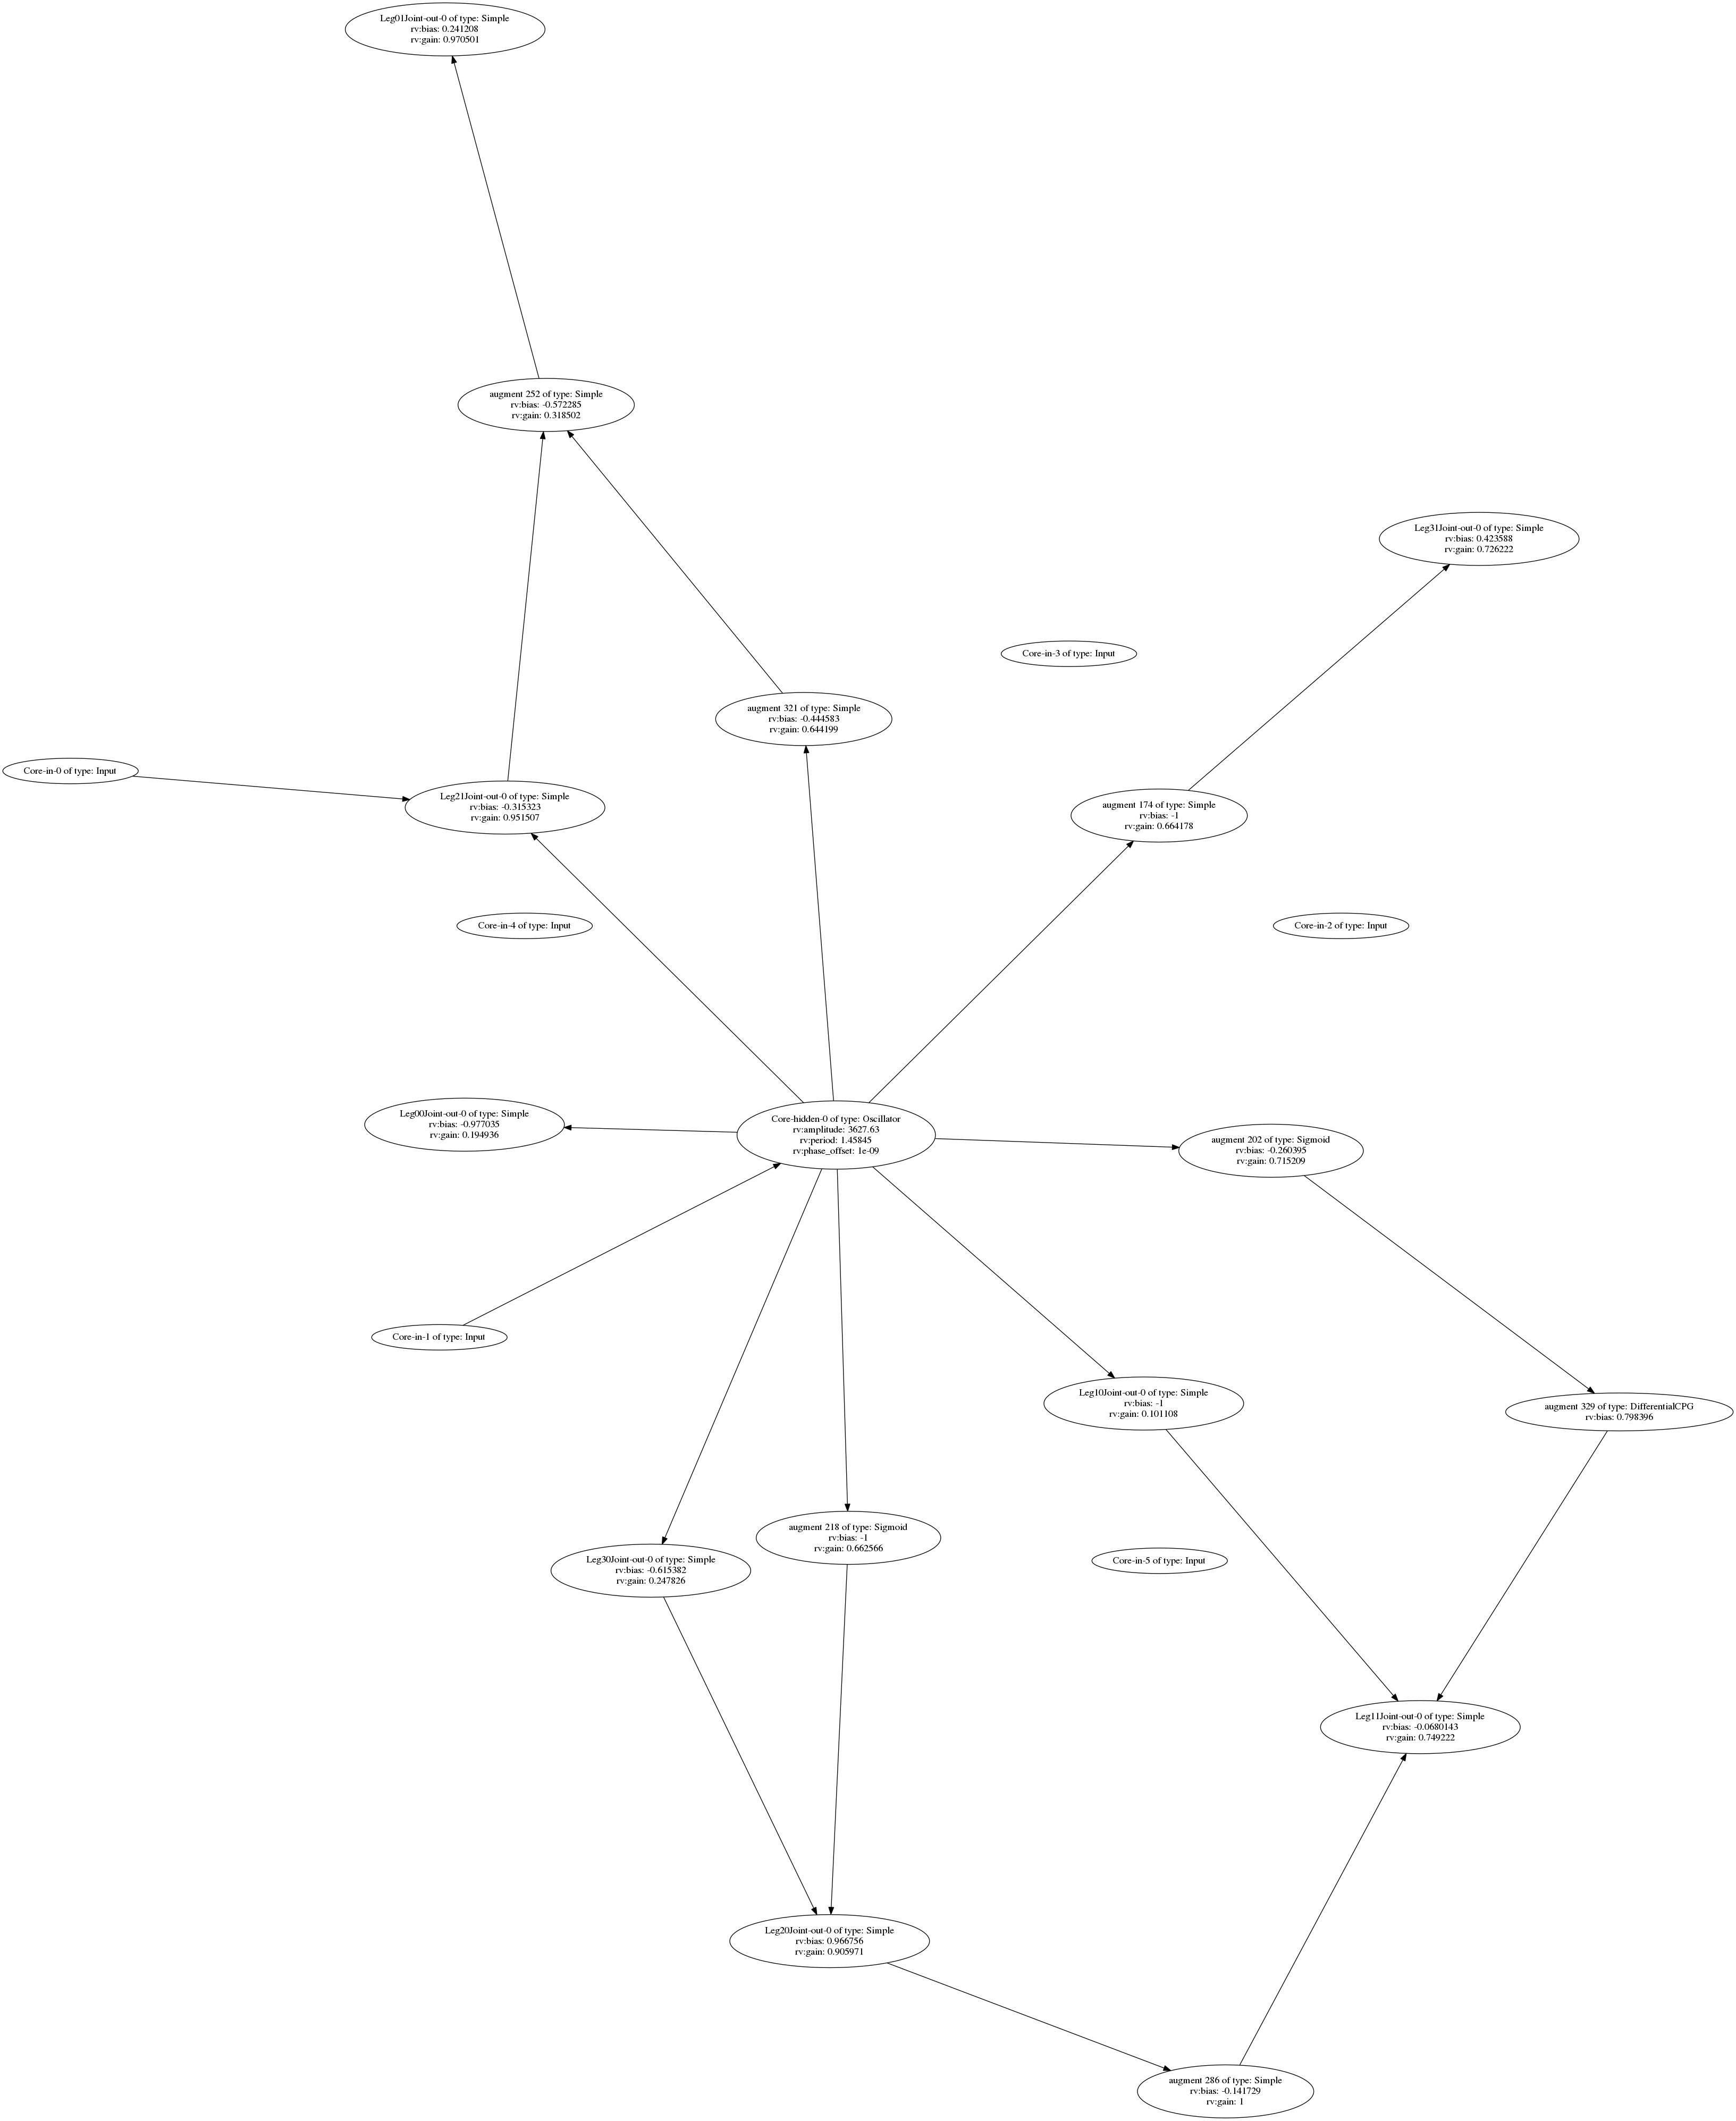 Leg01Joint-out-0 of type: Simple
rv:bias: 0.241208
rv:gain: 0.970501
augment 252 of type: Simple
rv:bias: -0.572285
rv:gain: 0.318502
Leg31Joint-out-0 of type: Simple
rv:bias: 0.423588
rv:gain: 0.726222
Core-in-3 of type: Input
augment 321 of type: Simple
rv:bias: -0.444583
rv:gain: 0.644199
Core-in-0 of type: Input
Leg21Joint-out-0 of type: Simple
rv:bias: -0.315323
rv:gain: 0.951507
augment 174 of type: Simple
rv:bias: -1
rv:gain: 0.664178
Core-in-4 of type: Input
Core-in-2 of type: Input
Leg00Joint-out-0 of type: Simple
rv:bias: -0.977035
rv:gain: 0.194936
Core-hidden-0 of type: Oscillator
rv:amplitude: 3627.63
rv:period: 1.45845
rv:phase_offset: 1e-09
augment 202 of type: Sigmoid
rv:bias: -0.260395
rv:gain: 0.715209
Core-in-1 of type: Input
Leg10Joint-out-0 of type: Simple
rv:bias: -1
rv:gain: 0.101108
augment 329 of type: DifferentialCPG
rv:bias: 0.798396
augment 218 of type: Sigmoid
rv:bias: -1
rv:gain: 0.662566
Leg30Joint-out-0 of type: Simple
rv:bias: -0.615382
rv:gain: 0.247826
Core-in-5 of type: Input
Leg11Joint-out-0 of type: Simple
rv:bias: -0.0680143
rv:gain: 0.749222
Leg20Joint-out-0 of type: Simple
rv:bias: 0.966756
rv:gain: 0.905971
augment 286 of type: Simple
rv:bias: -0.141729
rv:gain: 1